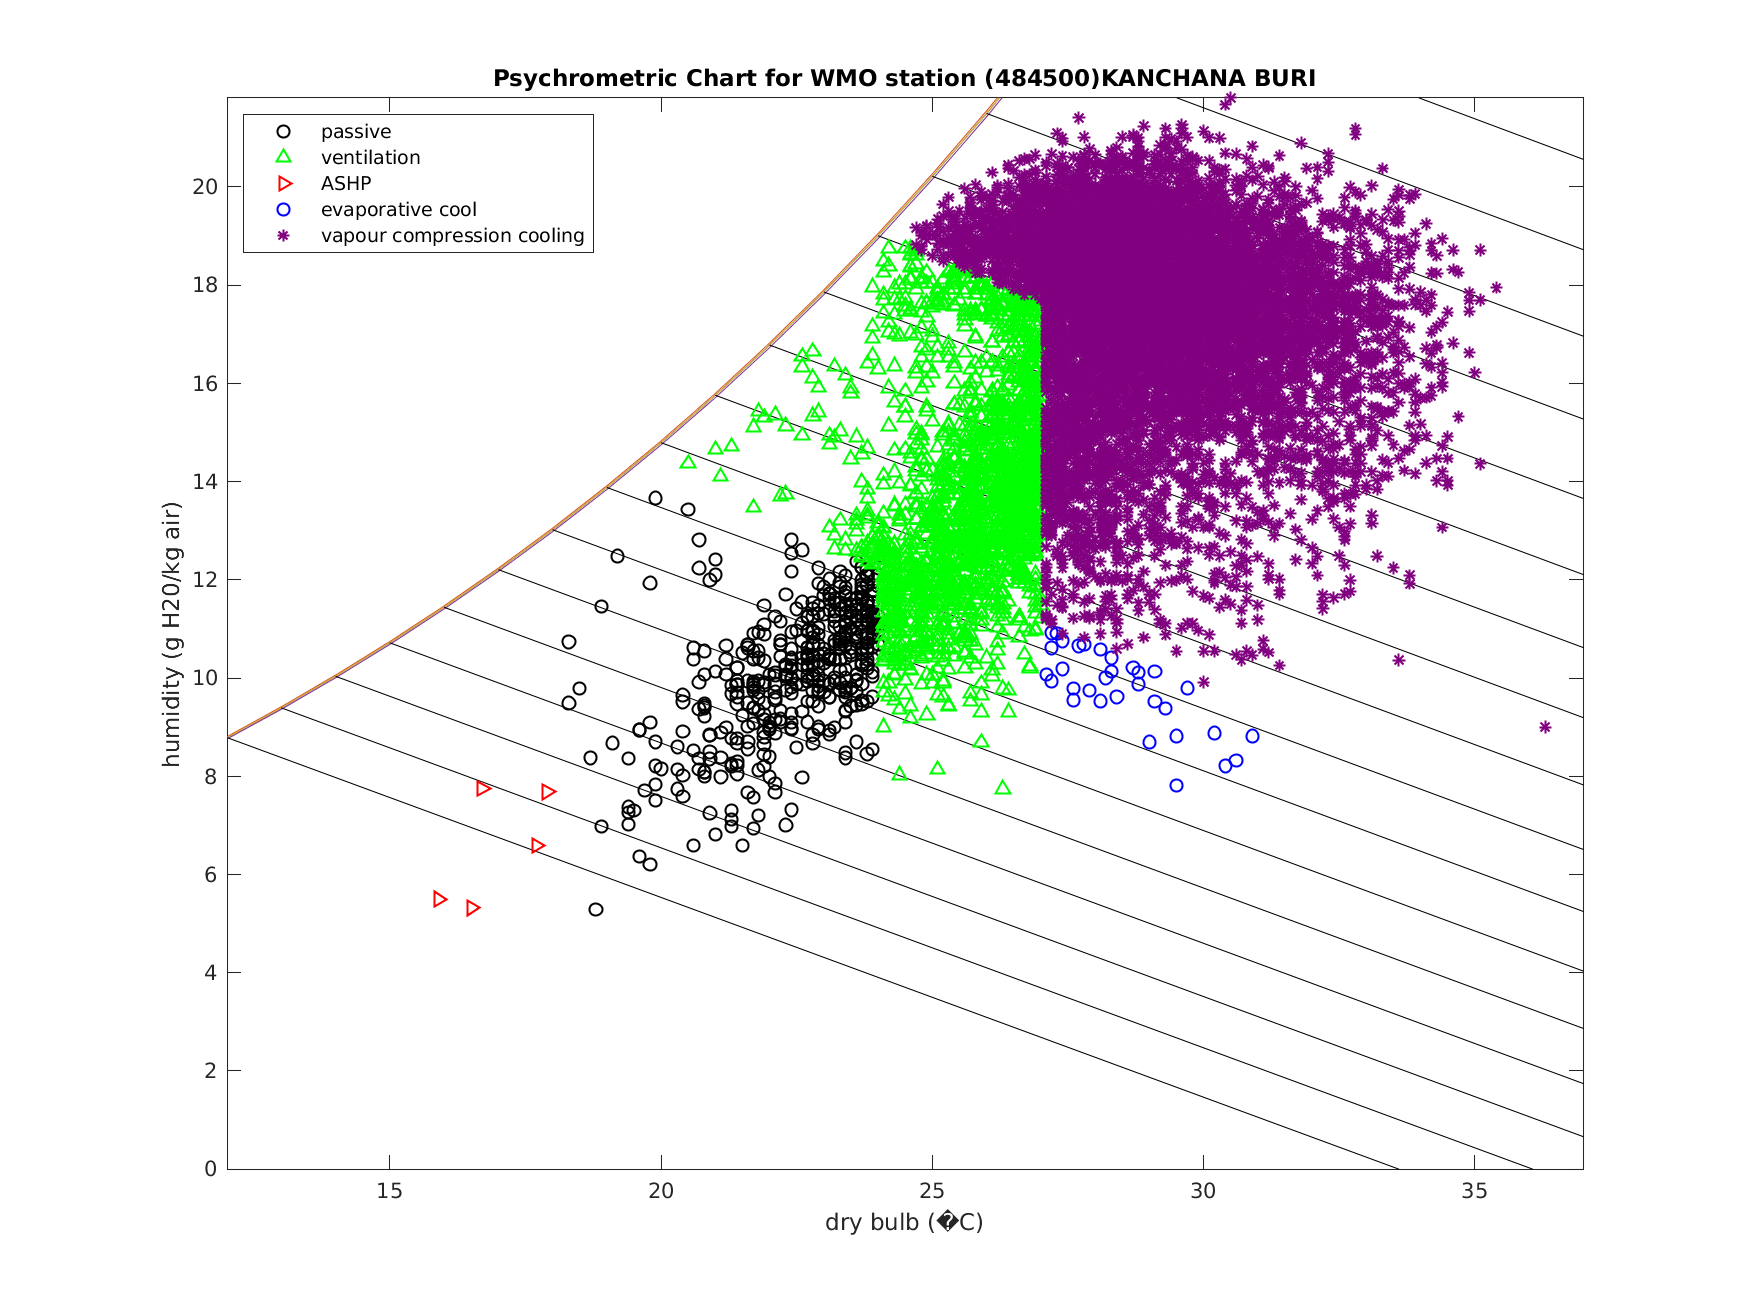 Psychrometric Chart for WMO station (484500)KANCHANA BURI
passive
ventilation
ASHP
evaporative cool
vapour compression cooling
humidity (g H20/kg air)
20
18
16
14
12
10
8
6
4
2
0
15 20 25 30 35
dry bulb (�C)